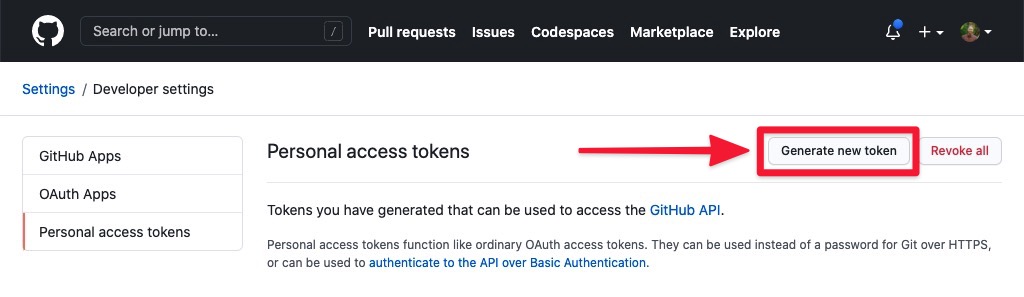 Search or jump to... /
Pull requests Issues Codespaces Marketplace Explore
Settings / Developer settings
GitHub Apps
OAuth Apps
Personal access tokens
Personal access tokens
Generate new token
Revoke all
Tokens you have generated that can be used to access the GitHub API.
Personal access tokens function like ordinary OAuth access tokens. They can be used instead of a password for Git over HTTPS,
or can be used to authenticate to the API over Basic Authentication.